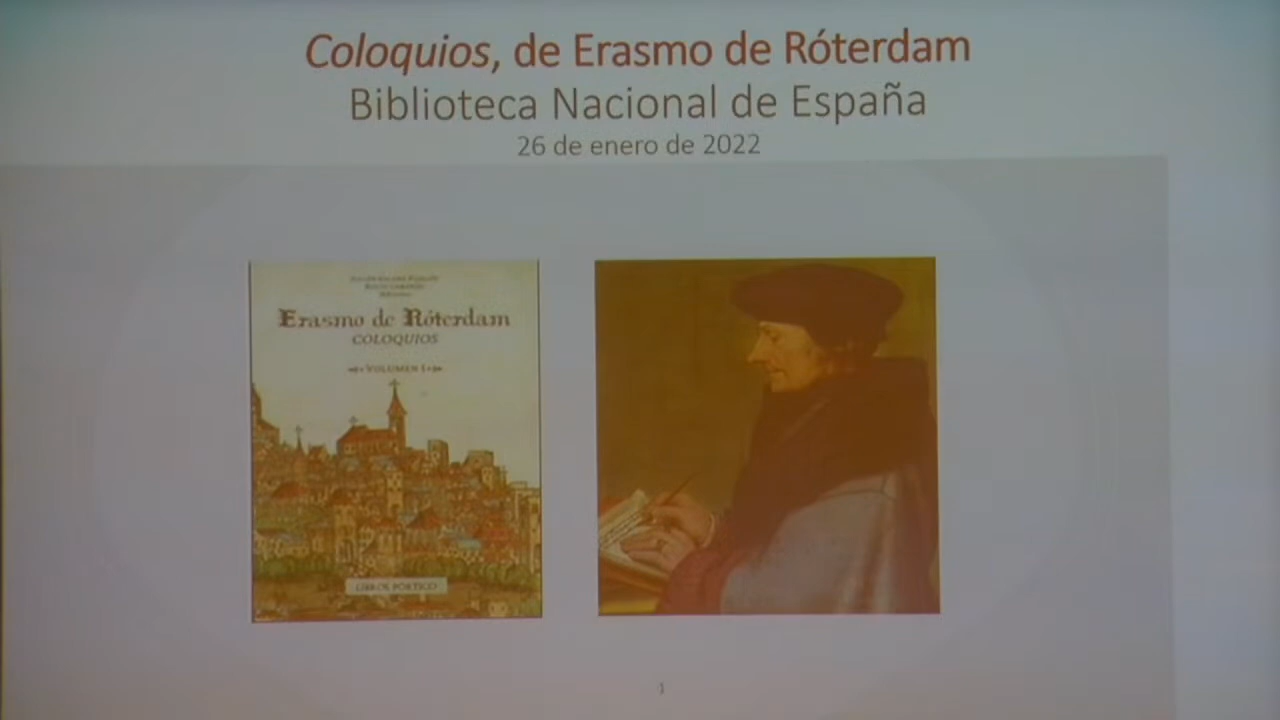 Coloquios, de Erasmo de Róterdam
Biblioteca Nacional de España
26 de enero de 2022
Erasmo de Róterdam
COLOQUIOS
VOLUMEN I
LIBROS PÓRTICO
1